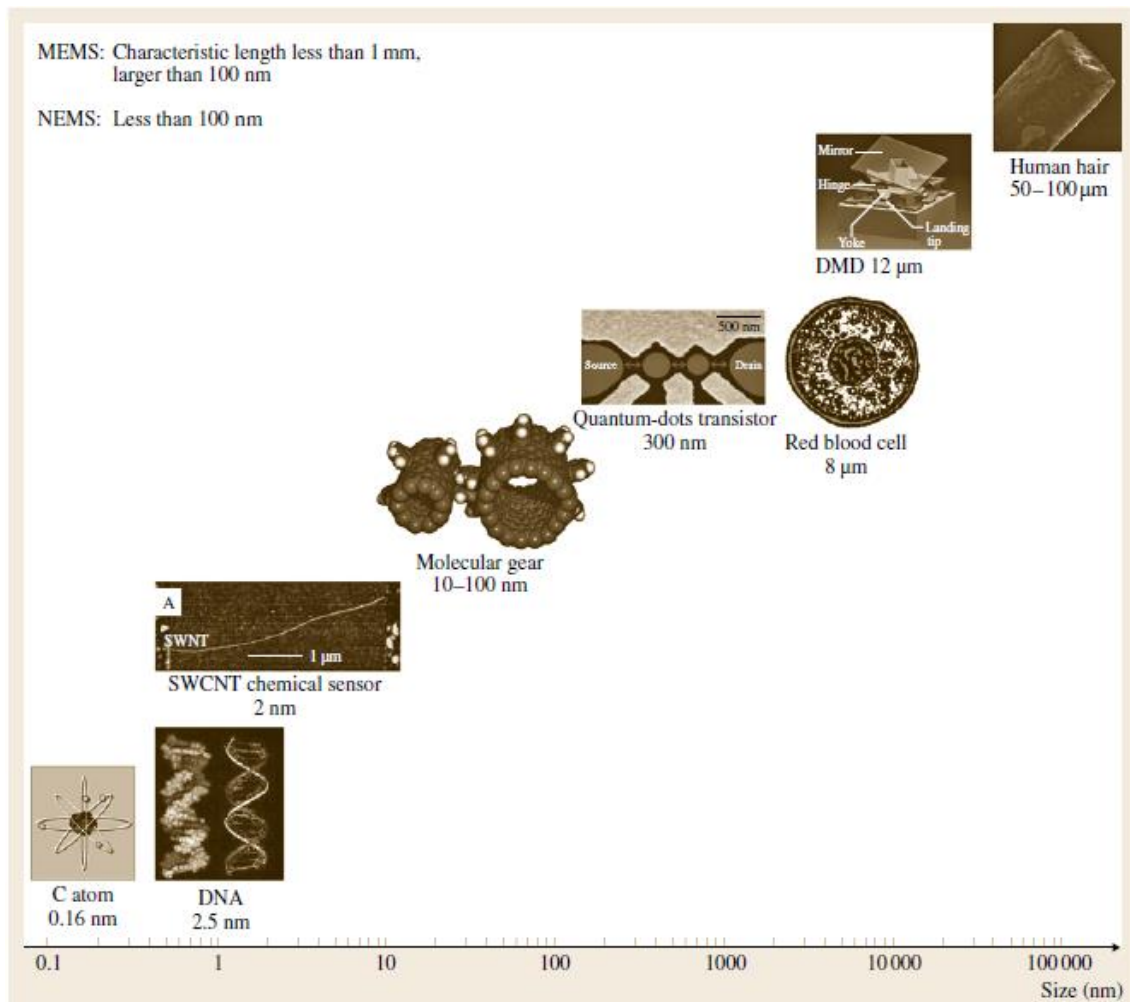 MEMS: Characteristic length less than 1 mm,
larger than 100 nm
NEMS: Less than 100 nm
Human hair
50–100 µm
Mirror
Hinge
Yoke
Landing
tip
DMD 12 µm
500 nm
Source
Drain
Quantum-dots transistor
300 nm
Red blood cell
8 µm
Molecular gear
10–100 nm
A
SWNT
1 µm
SWCNT chemical sensor
2 nm
C atom
0.16 nm
DNA
2.5 nm
0.1 1 10 100 1000 10 000 100 000
Size (nm)